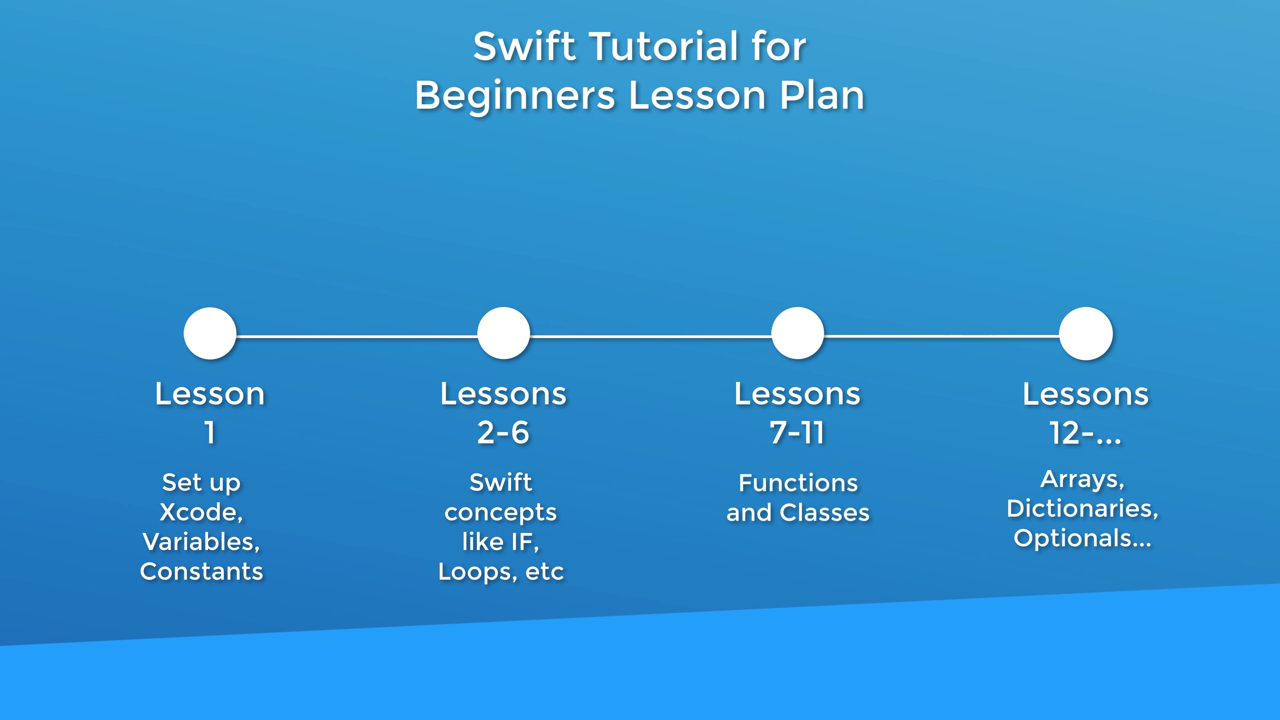 Swift Tutorial for
Beginners Lesson Plan
Lesson
1
Set up
Xcode,
Variables,
Constants
Lessons
2-6
Swift
concepts
like IF,
Loops, etc
Lessons
7-11
Functions
and Classes
Lessons
12-...
Arrays,
Dictionaries,
Optionals...